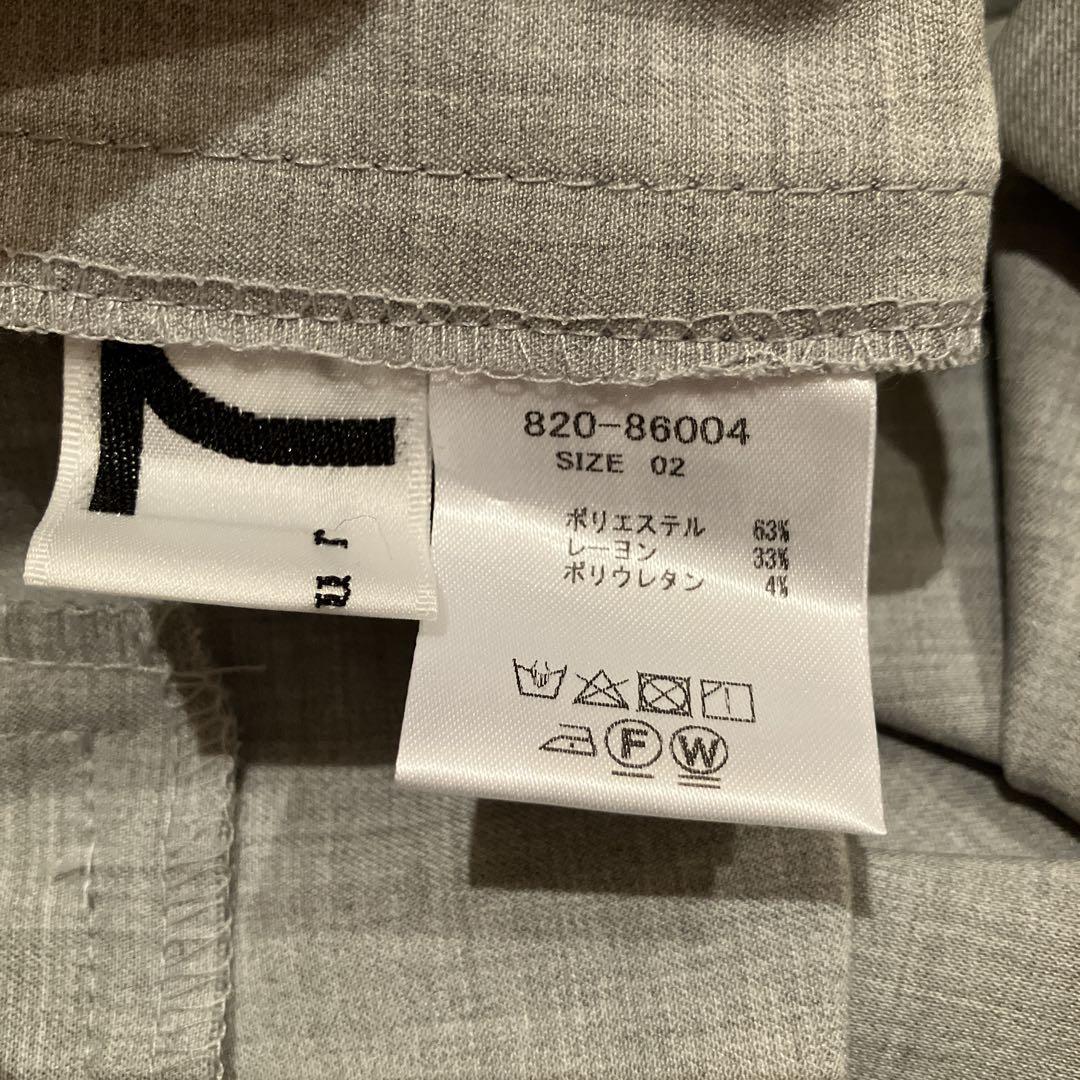 820-86004
SIZE 02
ポリエステル 63%
レーヨン 33%
ポリウレタン 4%
F W